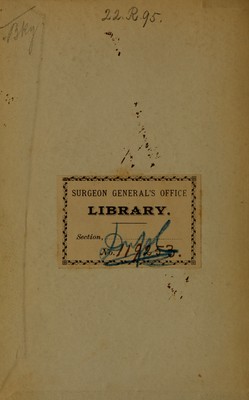 22.R.95.
SURGEON GENERAL'S OFFICE
LIBRARY.
Section,
No.